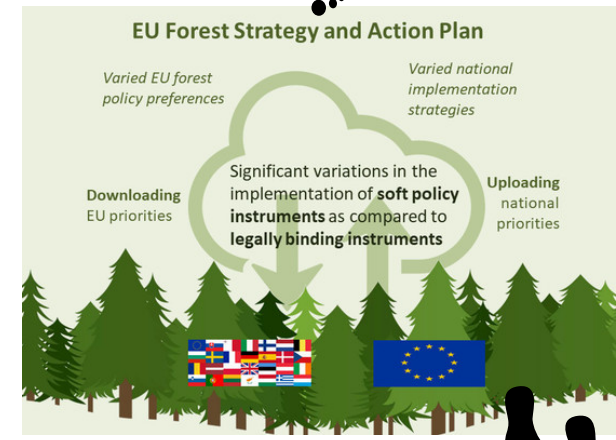 EU Forest Strategy and Action Plan
Varied EU forest
policy preferences
Varied national
implementation
strategies
Significant variations in the
implementation of soft policy
instruments as compared to
legally binding instruments
Downloading
EU priorities
Uploading
national
priorities